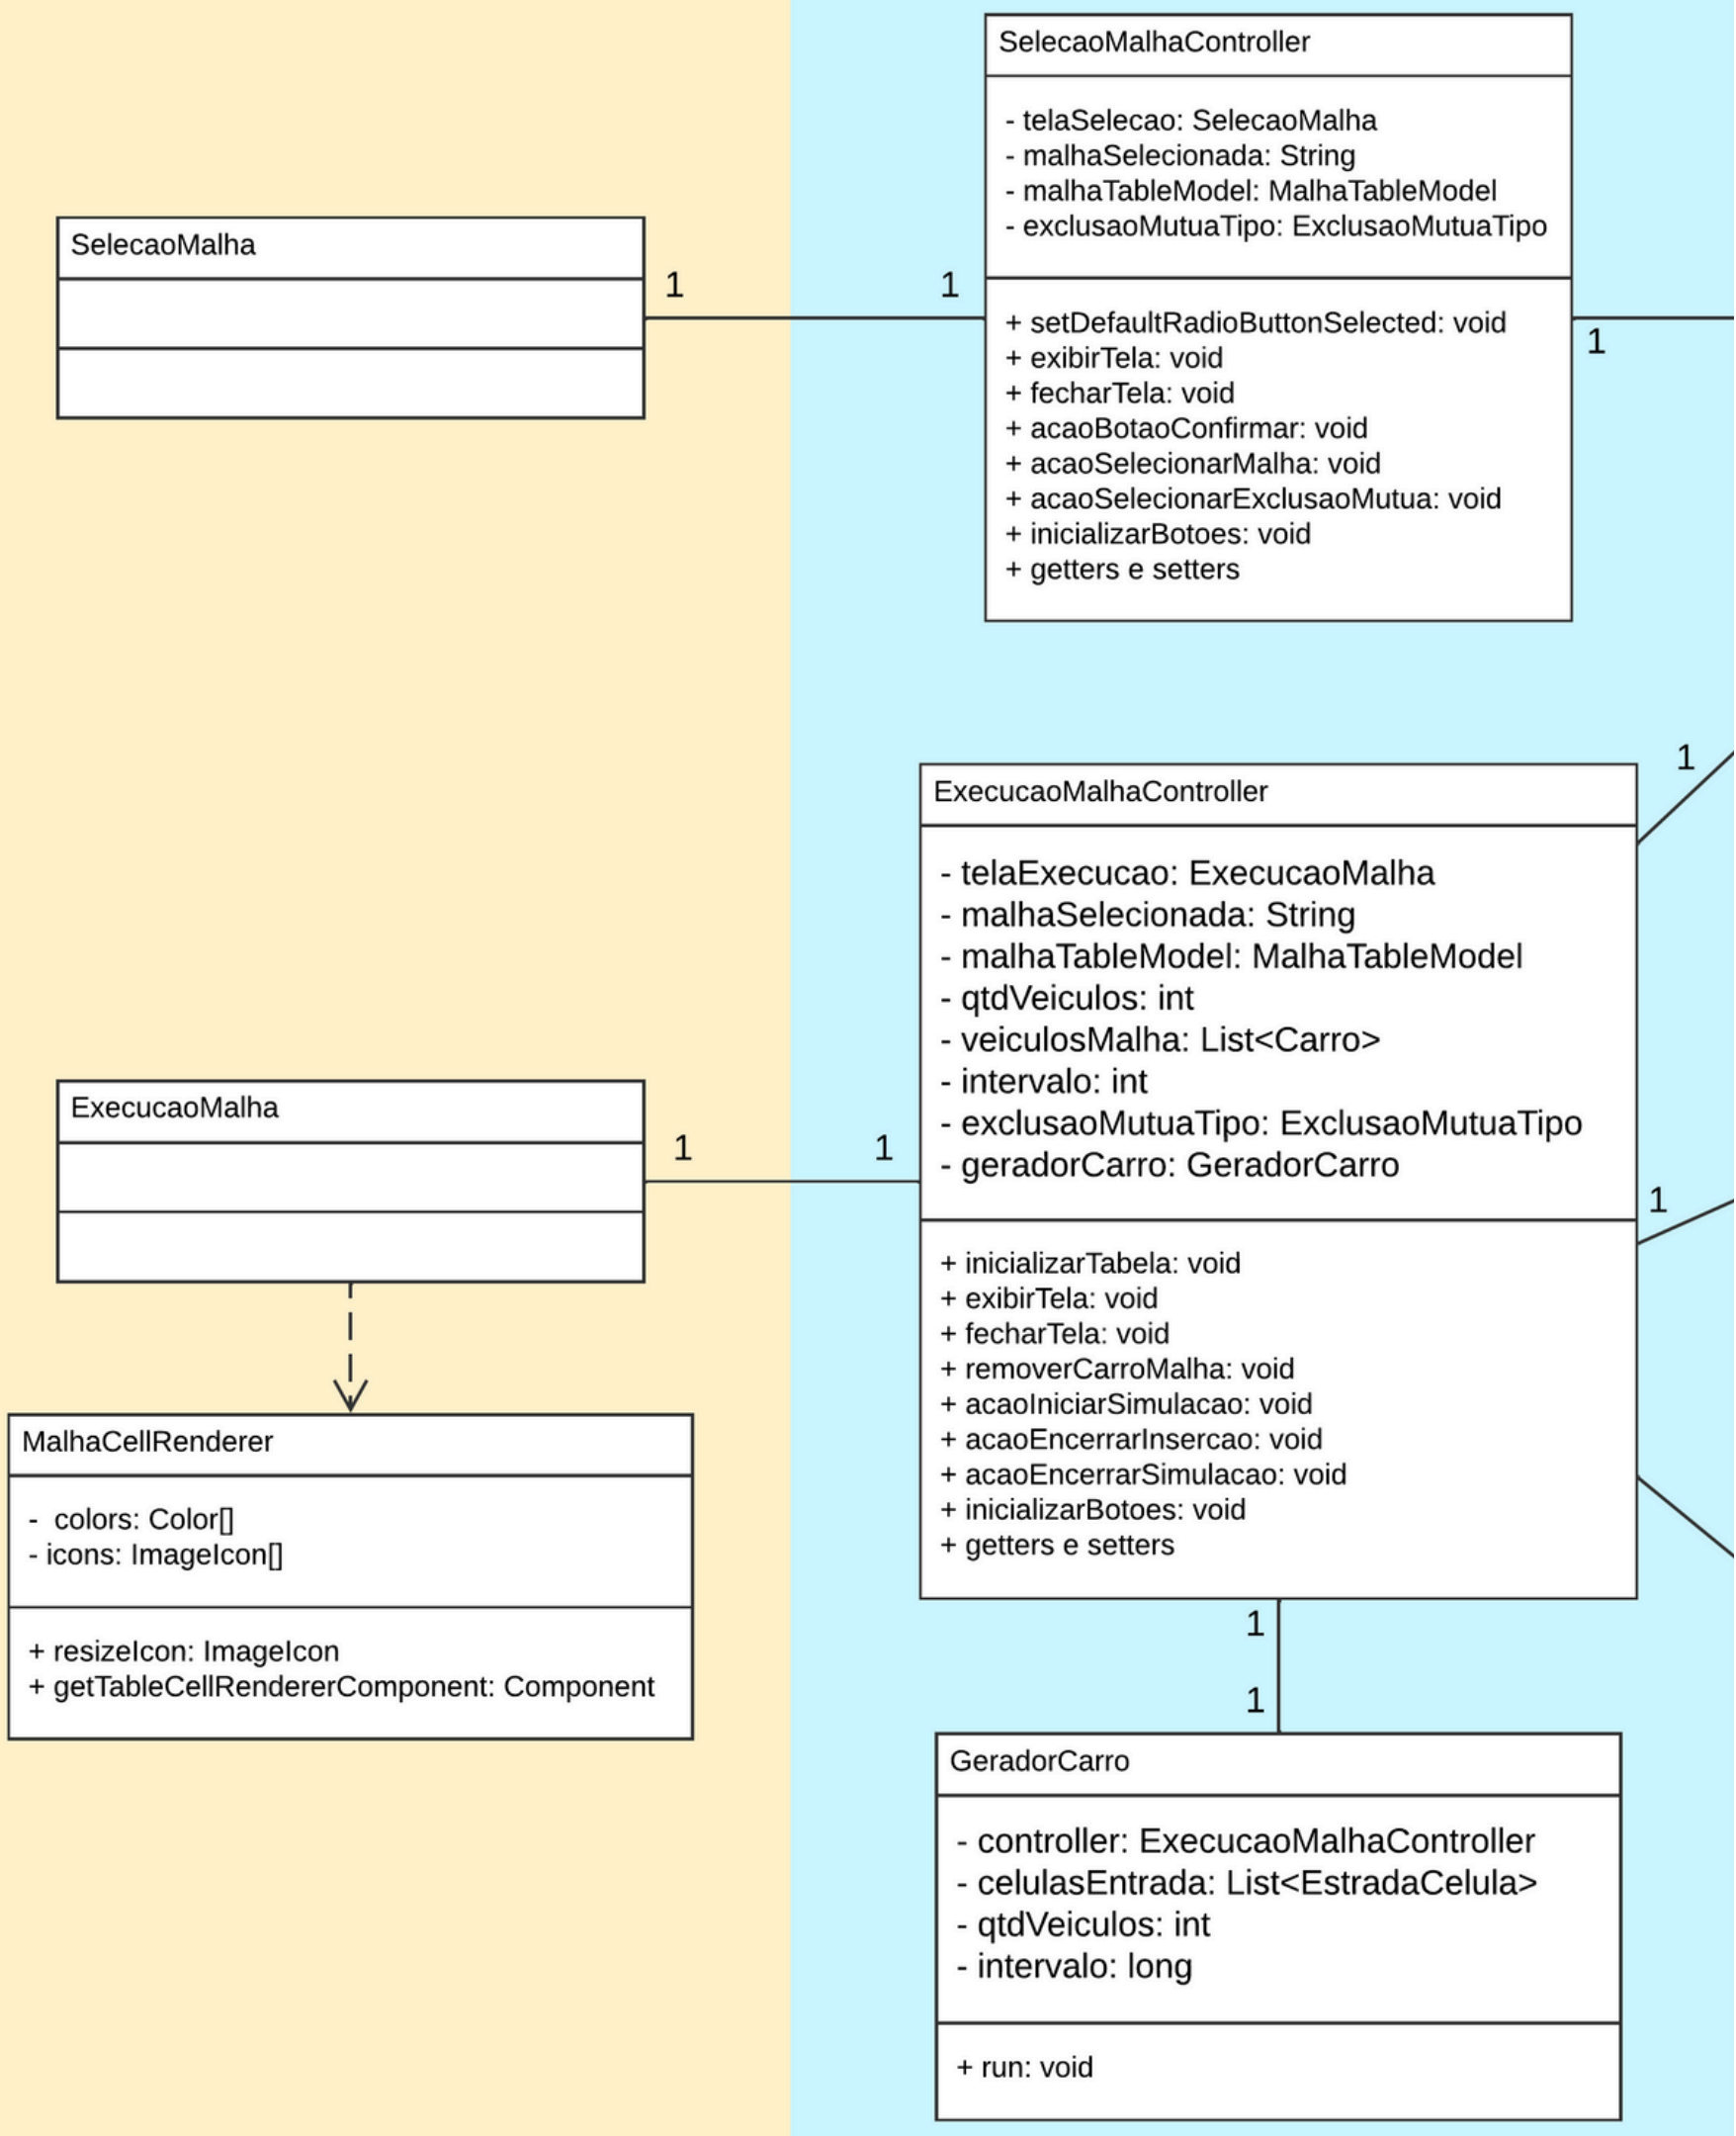 SelecaoMalhaController
- telaSelecao: SelecaoMalha
- malhaSelecionada: String
- malhaTableModel: MalhaTableModel
- exclusaoMutuaTipo: ExclusaoMutuaTipo
+ setDefaultRadioButtonSelected: void
+ exibirTela: void
+ fecharTela: void
+ acaoBotaoConfirmar: void
+ acaoSelecionarMalha: void
+ acaoSelecionarExclusaoMutua: void
+ inicializarBotoes: void
+ getters e setters
SelecaoMalha
1
1
1
ExecucaoMalhaController
- telaExecucao: ExecucaoMalha
- malhaSelecionada: String
- malhaTableModel: MalhaTableModel
- qtdVeiculos: int
- veiculosMalha: List<Carro>
- intervalo: int
- exclusaoMutuaTipo: ExclusaoMutuaTipo
- geradorCarro: GeradorCarro
+ inicializarTabela: void
+ exibirTela: void
+ fecharTela: void
+ removerCarroMalha: void
+ acaoIniciarSimulacao: void
+ acaoEncerrarInsercao: void
+ acaoEncerrarSimulacao: void
+ inicializarBotoes: void
+ getters e setters
1
1
ExecucaoMalha
1
1
MalhaCellRenderer
- colors: Color[]
- icons: ImageIcon[]
+ resizeIcon: ImageIcon
+ getTableCellRendererComponent: Component
1
1
GeradorCarro
- controller: ExecucaoMalhaController
- celulasEntrada: List<EstradaCelula>
- qtdVeiculos: int
- intervalo: long
+ run: void